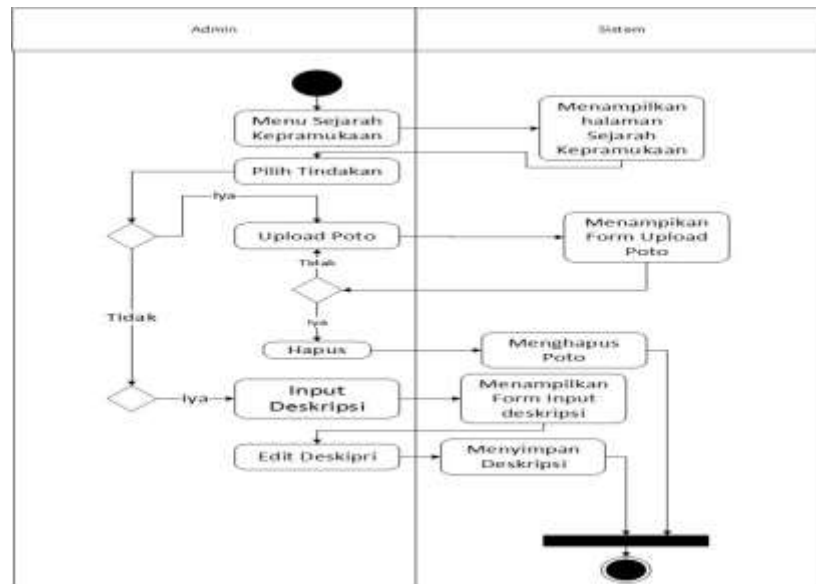 Admin
Sistem
Menu Sejarah
Kepramukaan
Menampilkan
halaman
Sejarah
Kepramukaan
Pilih Tindakan
Iya
Upload Poto
Menampikan
Form Upload
Poto
Tidak
Tidak
Iya
Hapus
Menghapus
Poto
Iya
Input
Deskripsi
Menampilkan
Form Input
deskripsi
Edit Deskipri
Menyimpan
Deskripsi